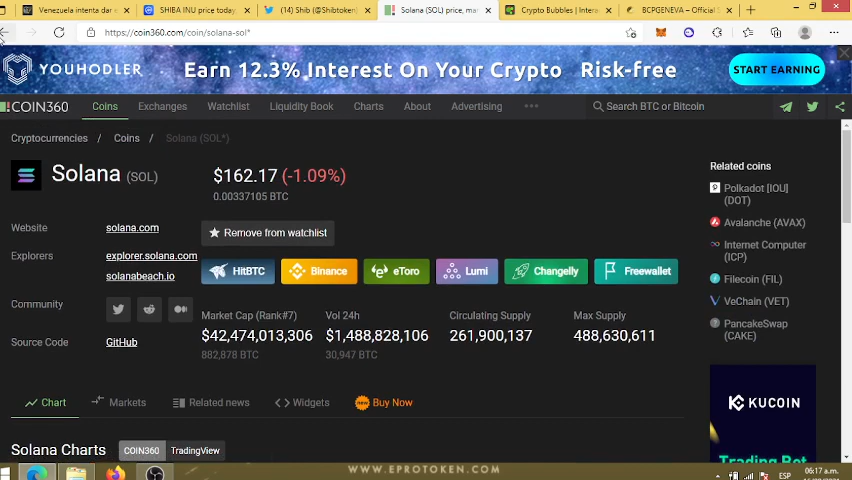 Venezuela intenta dar
SHIBA INU price today
(14) Shib (@Shibtoken)
Solana (SOL) price, ma
Crypto Bubbles | Intera
BCPGENEVA – Official S
https://coin360.com/coin/solana-sol*
YOUHODLER
Earn 12.3% Interest On Your Crypto Risk-free
START EARNING
COIN360
Coins
Exchanges
Watchlist
Liquidity Book
Charts
About
Advertising
Search BTC or Bitcoin
Cryptocurrencies / Coins / Solana (SOL*)
Solana (SOL)
$162.17 (-1.09%)
0.00337105 BTC
Website
solana.com
Remove from watchlist
Explorers
explorer.solana.com
solanabeach.io
HitBTC
Binance
eToro
Lumi
Changelly
Freewallet
Community
Source Code
GitHub
Market Cap (Rank#7)
$42,474,013,306
882,878 BTC
Vol 24h
$1,488,828,106
30,947 BTC
Circulating Supply
261,900,137
Max Supply
488,630,611
Related coins
Polkadot [IOU]
(DOT)
Avalanche (AVAX)
Internet Computer
(ICP)
Filecoin (FIL)
VeChain (VET)
PancakeSwap
(CAKE)
Chart
Markets
Related news
Widgets
new
Buy Now
KUCOIN
Trading Bot
Solana Charts
COIN360
TradingView
WWW.EPROTOKEN.COM
ESP
06:17 a.m.